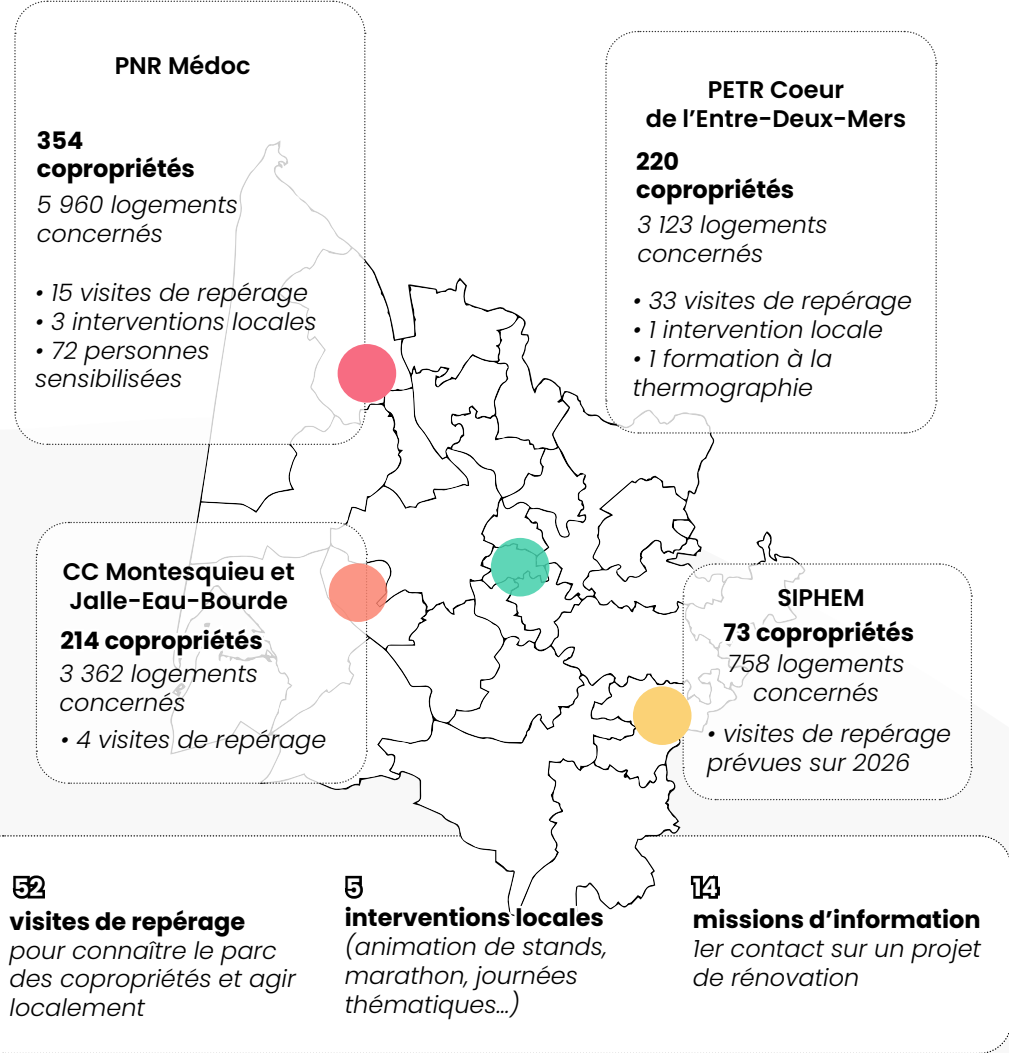 PNR Médoc
354
copropriétés
5 960 logements
concernés
• 15 visites de repérage
• 3 interventions locales
• 72 personnes
sensibilisées
PETR Coeur
de l'Entre-Deux-Mers
220
copropriétés
3 123 logements
concernés
• 33 visites de repérage
• 1 intervention locale
• 1 formation à la
thermographie
CC Montesquieu et
Jalle-Eau-Bourde
214 copropriétés
3 362 logements
concernés
• 4 visites de repérage
SIPHEM
73 copropriétés
758 logements
concernés
• visites de repérage
prévues sur 2026
52
visites de repérage
pour connaître le parc
des copropriétés et agir
localement
5
interventions locales
(animation de stands,
marathon, journées
thématiques...)
14
missions d'information
1er contact sur un projet
de rénovation